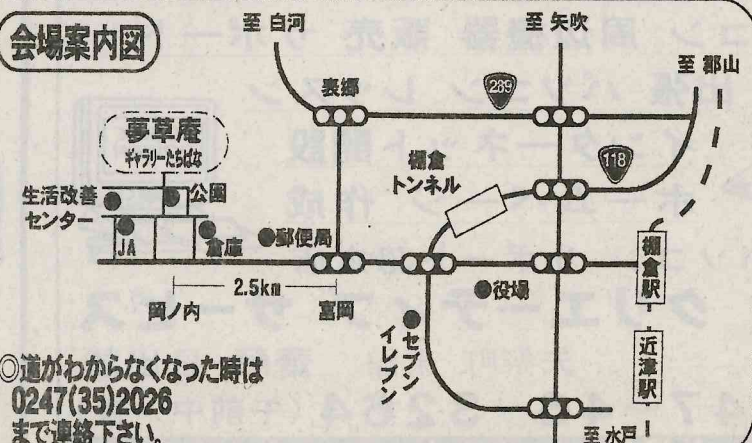 会場案内図
至 白河
至 矢吹
至 郡山
表郷
289
118
夢草庵
ギャラリーたちばな
棚倉
トンネル
生活改善
センター
公園
JA
倉庫
郵便局
2.5km
岡ノ内
富岡
役場
セブン
イレブン
棚倉駅
近津駅
至 水戸
◎道がわからなくなった時は
0247(35)2026
まで連絡下さい。